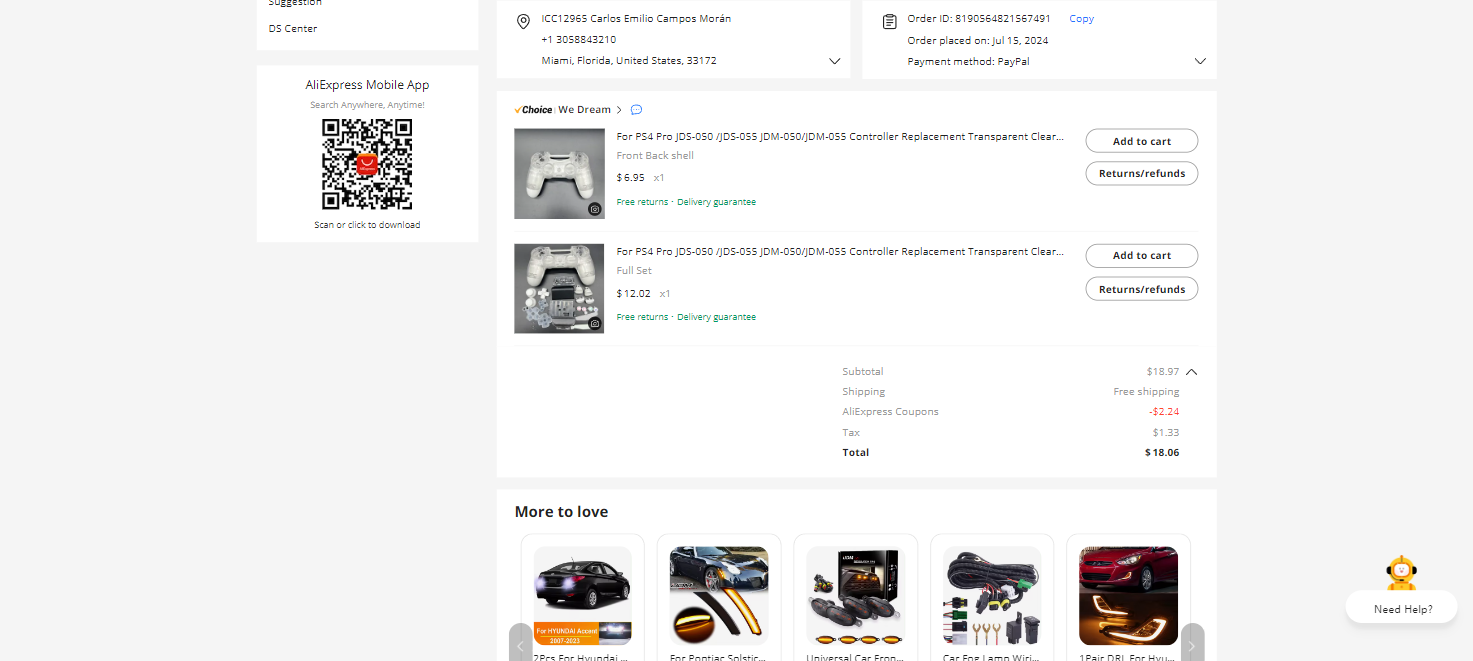 Suggestion
DS Center
AliExpress Mobile App
Search Anywhere, Anytime!
Scan or click to download
ICC12965 Carlos Emilio Campos Morán
+1 3058843210
Miami, Florida, United States, 33172
Order ID: 8190564821567491 Copy
Order placed on: Jul 15, 2024
Payment method: PayPal
Choice We Dream
For PS4 Pro JDS-050 /JDS-055 JDM-050/JDM-055 Controller Replacement Transparent Clear...
Front Back shell
$6.95 x1
Free returns · Delivery guarantee
Add to cart
Returns/refunds
For PS4 Pro JDS-050 /JDS-055 JDM-050/JDM-055 Controller Replacement Transparent Clear...
Full Set
$12.02 x1
Free returns · Delivery guarantee
Add to cart
Returns/refunds
Subtotal $18.97
Shipping Free shipping
AliExpress Coupons -$2.24
Tax $1.33
Total $18.06
More to love
For HYUNDAI Accent
2007-2023
2Pcs For Hyundai ...
For Pontiac Solstic...
Universal Car Fron...
Car Fog Lamp Wiri...
1Pair DRL For Hyu...
Need Help?